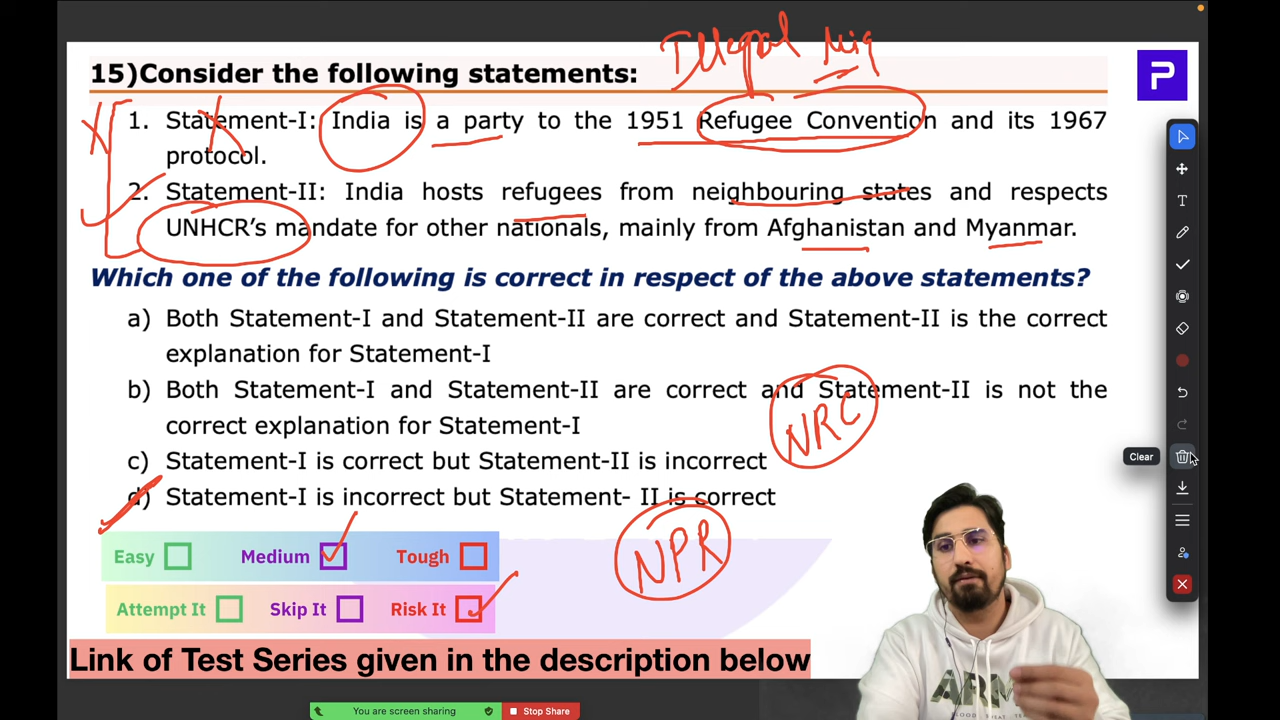 Illegal Mig
15)Consider the following statements:
P
1. Statement-I: India is a party to the 1951 Refugee Convention and its 1967
protocol.
2. Statement-II: India hosts refugees from neighbouring states and respects
UNHCR’s mandate for other nationals, mainly from Afghanistan and Myanmar.
Which one of the following is correct in respect of the above statements?
a) Both Statement-I and Statement-II are correct and Statement-II is the correct
explanation for Statement-I
b) Both Statement-I and Statement-II are correct and Statement-II is not the
correct explanation for Statement-I
NRC
c) Statement-I is correct but Statement-II is incorrect
Clear
d) Statement-I is incorrect but Statement- II is correct
NPR
Easy Medium Tough
Attempt It Skip It Risk It
Link of Test Series given in the description below
ARM
You are screen sharing Stop Share